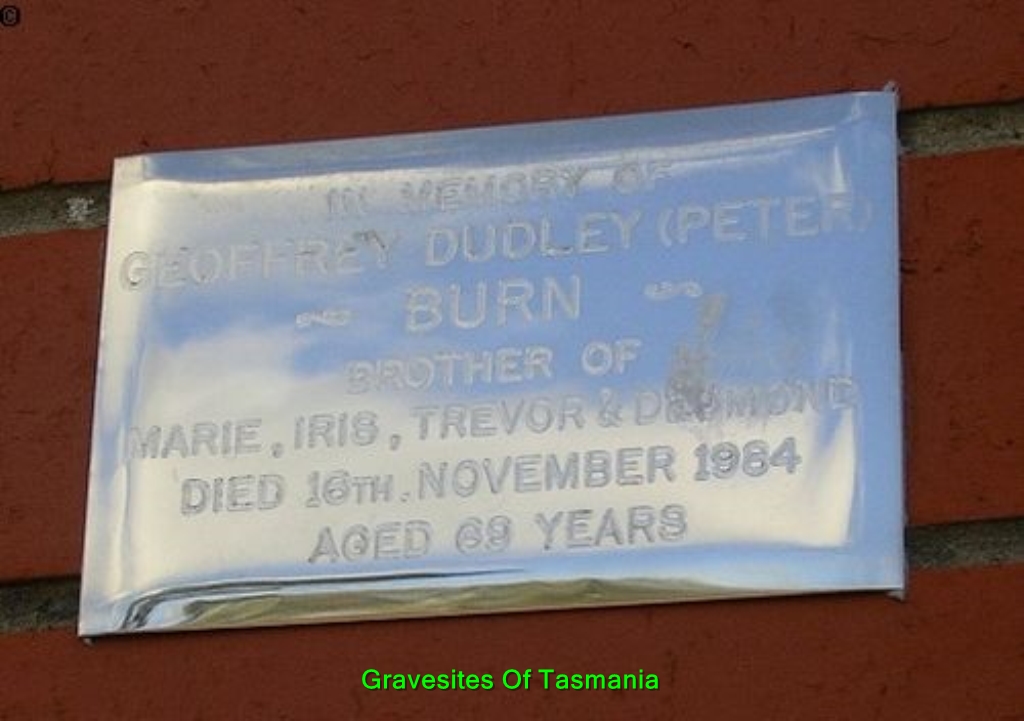 IN MEMORY OF
GEOFFREY DUDLEY (PETER)
~ BURN ~
BROTHER OF
MARIE, IRIS, TREVOR & DESMOND
DIED 16TH. NOVEMBER 1984
AGED 69 YEARS
Gravesites Of Tasmania
©